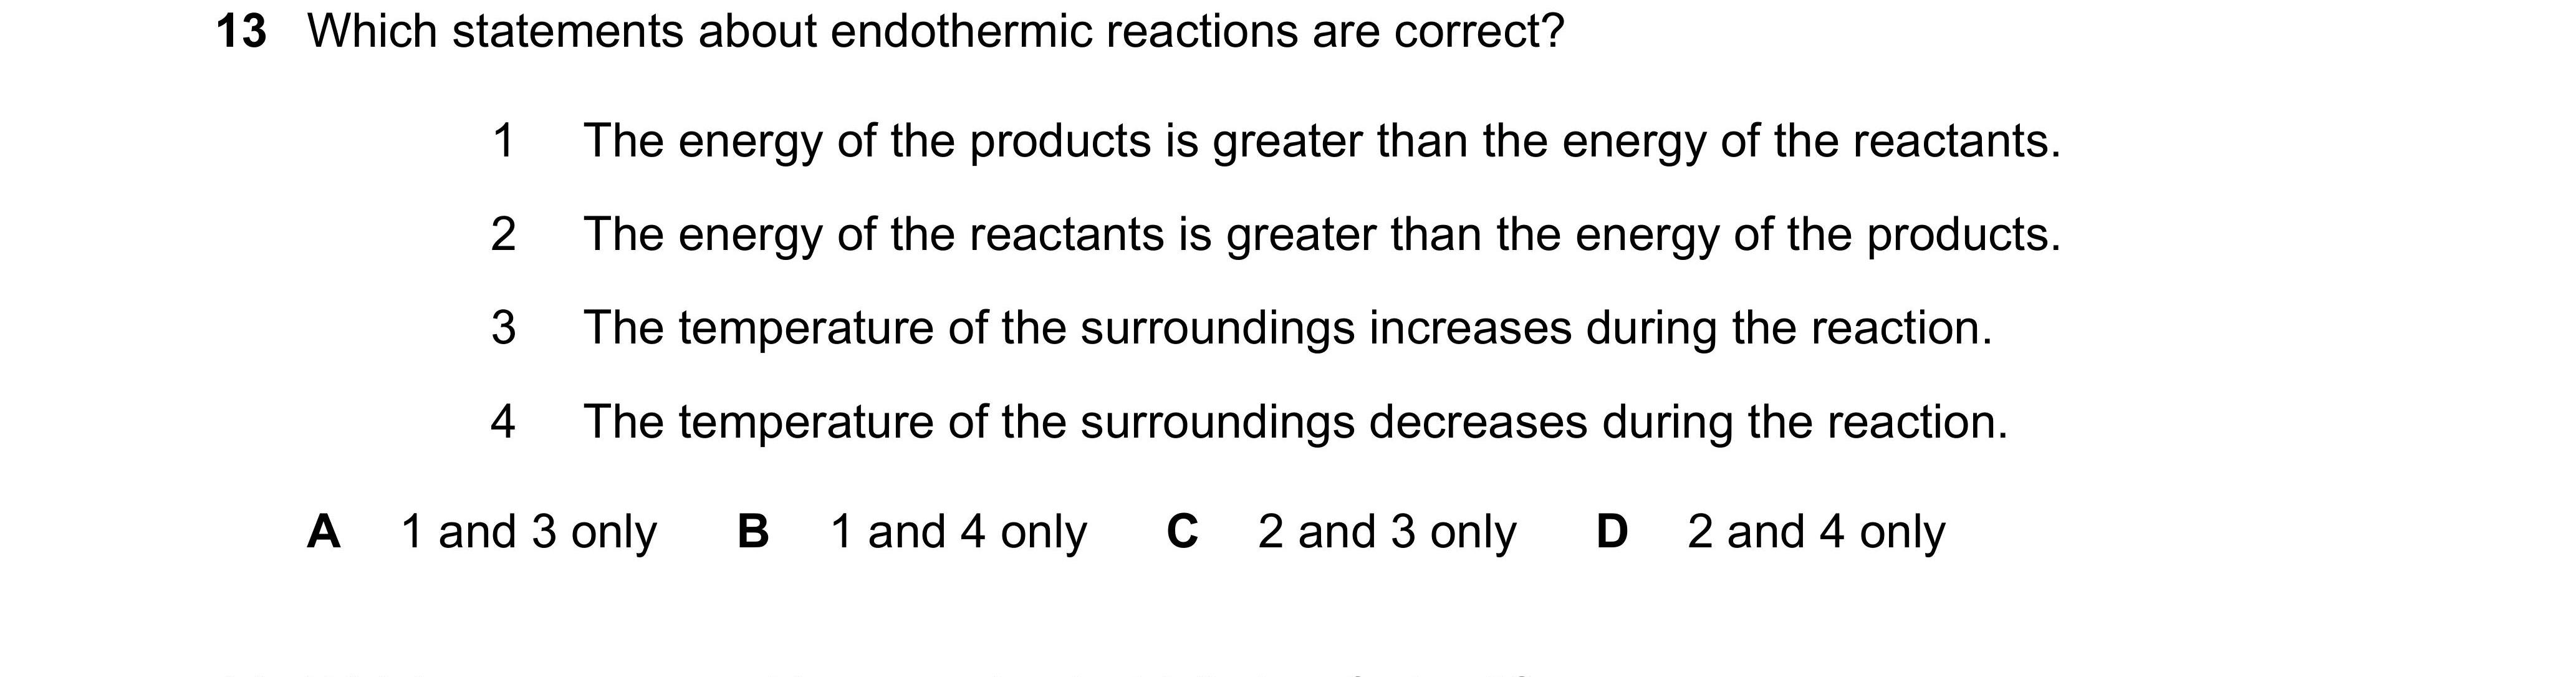 13 Which statements about endothermic reactions are correct?
1 The energy of the products is greater than the energy of the reactants.
2 The energy of the reactants is greater than the energy of the products.
3 The temperature of the surroundings increases during the reaction.
4 The temperature of the surroundings decreases during the reaction.
A 1 and 3 only B 1 and 4 only C 2 and 3 only D 2 and 4 only